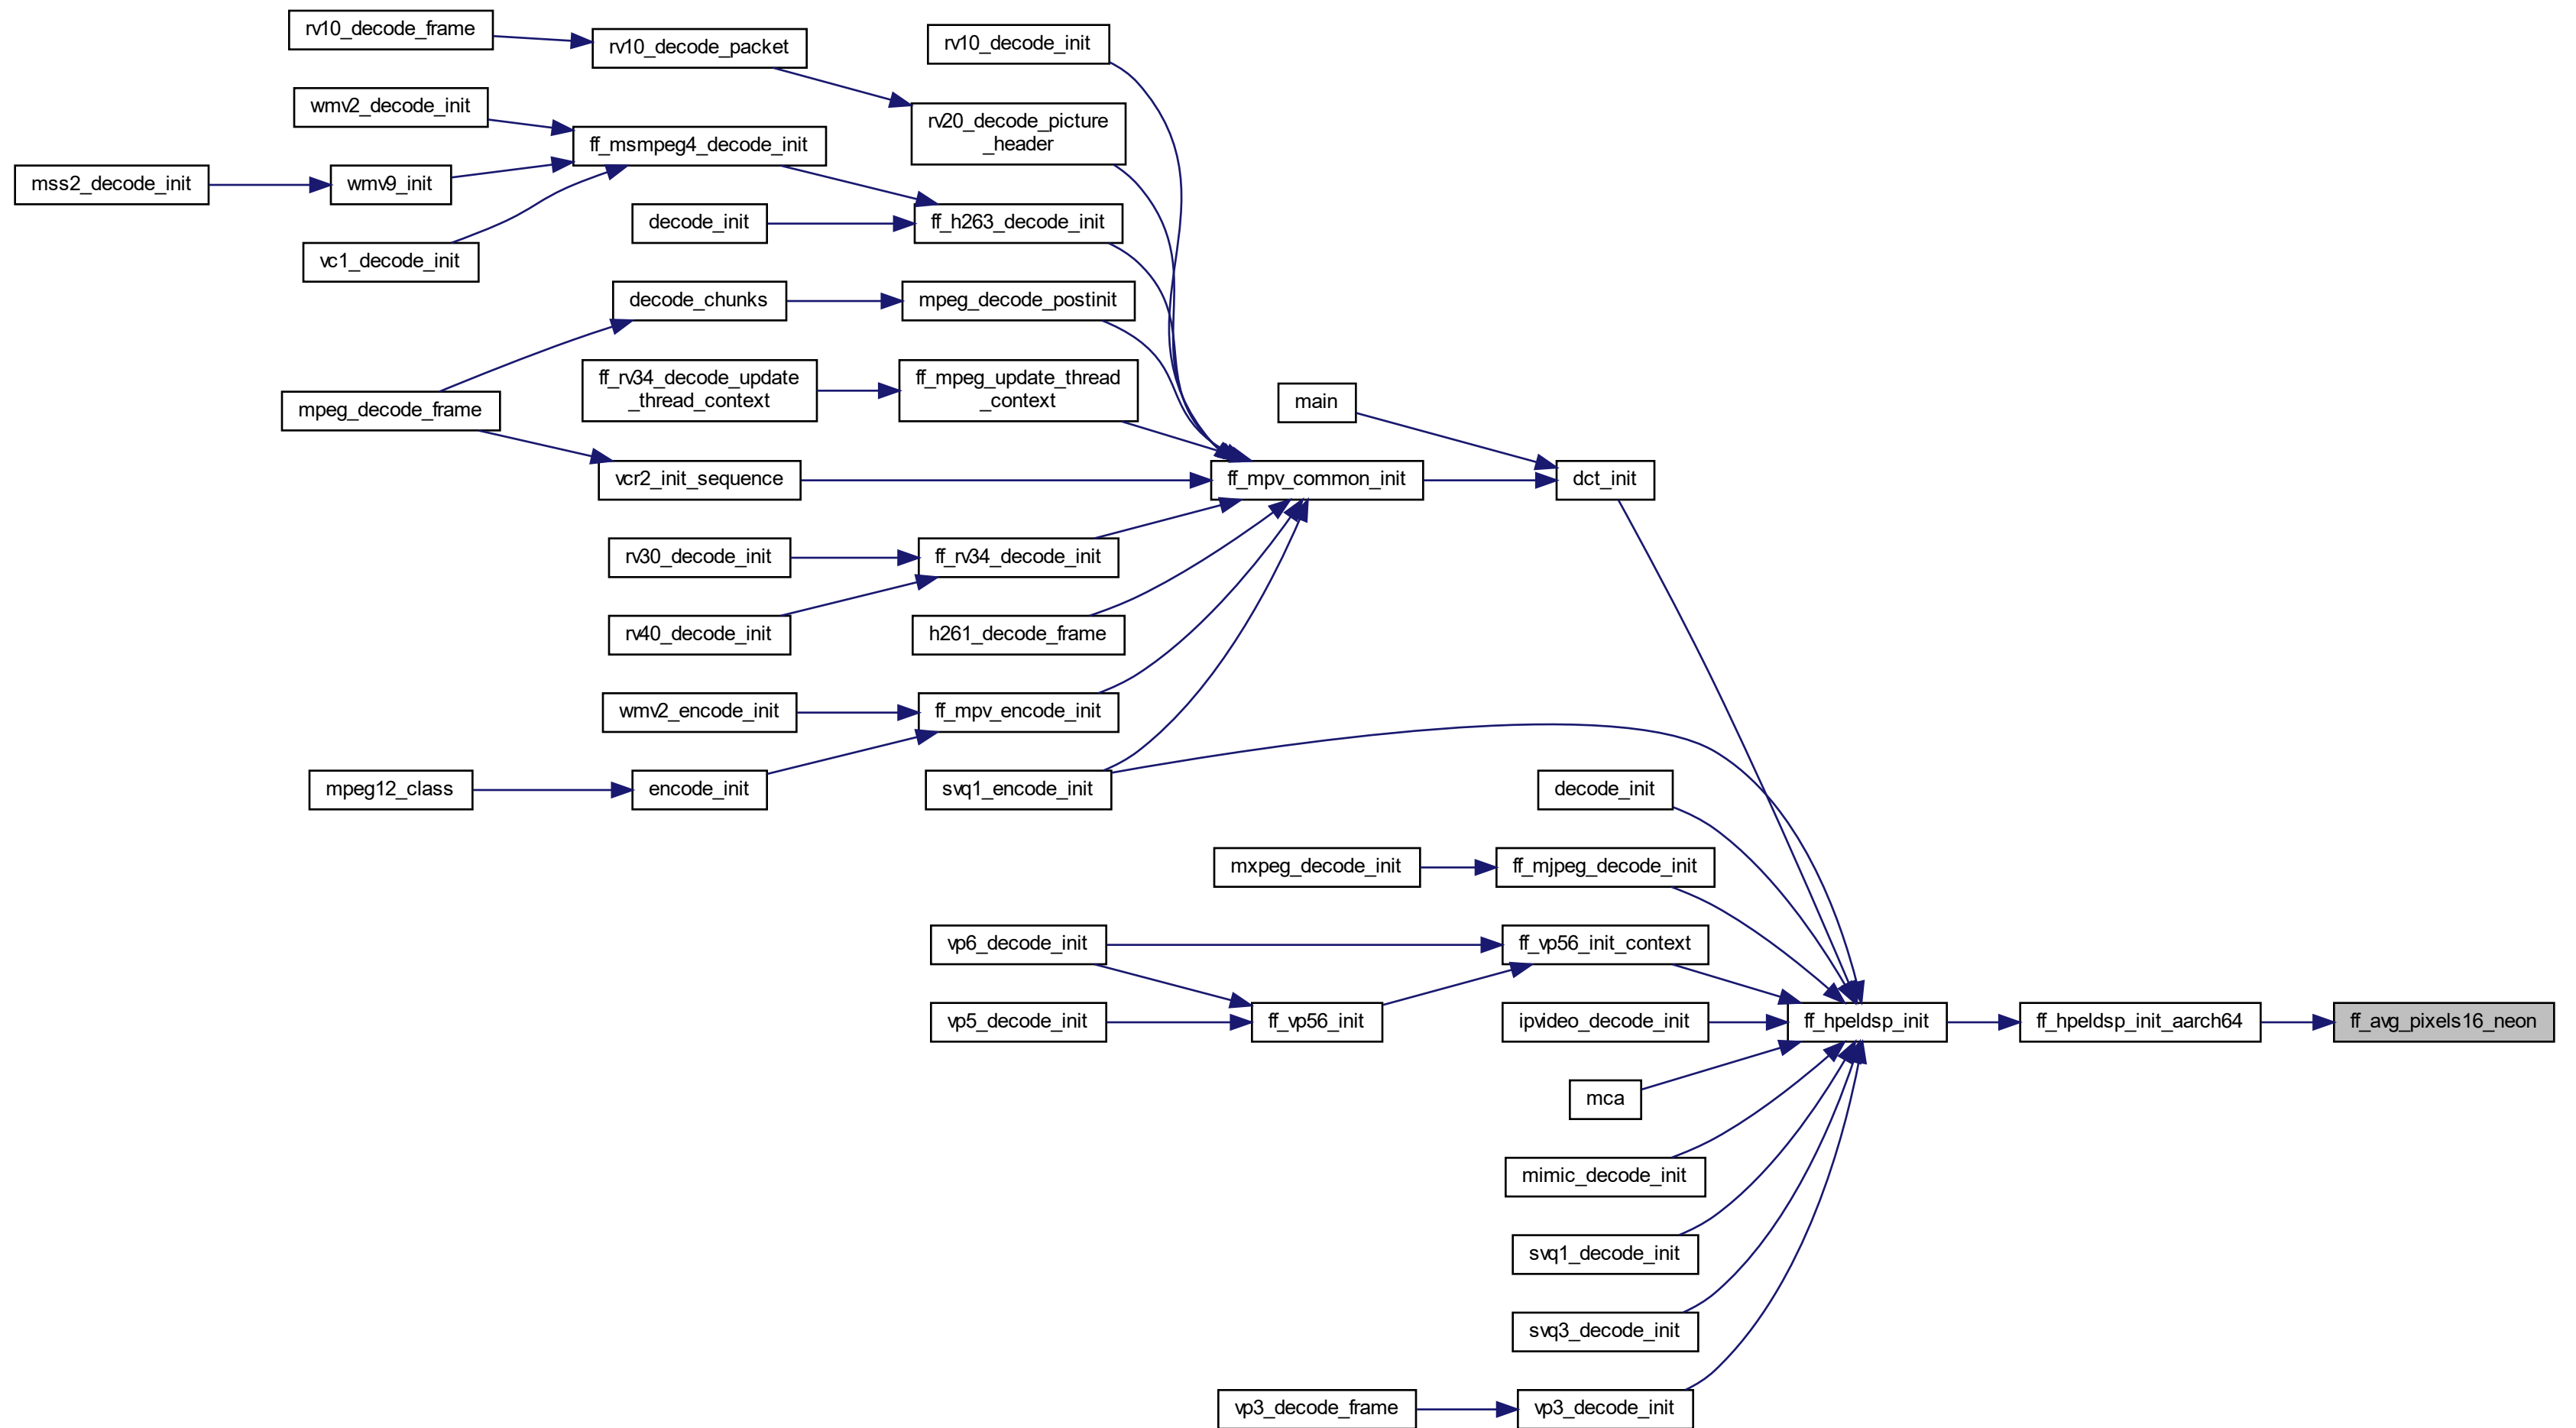 rv10_decode_frame
rv10_decode_packet
rv10_decode_init
wmv2_decode_init
rv20_decode_picture
_header
ff_msmpeg4_decode_init
mss2_decode_init
wmv9_init
decode_init
ff_h263_decode_init
vc1_decode_init
decode_chunks
mpeg_decode_postinit
ff_rv34_decode_update
_thread_context
ff_mpeg_update_thread
_context
main
mpeg_decode_frame
vcr2_init_sequence
ff_mpv_common_init
dct_init
rv30_decode_init
ff_rv34_decode_init
rv40_decode_init
h261_decode_frame
wmv2_encode_init
ff_mpv_encode_init
mpeg12_class
encode_init
svq1_encode_init
decode_init
mxpeg_decode_init
ff_mjpeg_decode_init
vp6_decode_init
ff_vp56_init_context
vp5_decode_init
ff_vp56_init
ipvideo_decode_init
ff_hpeldsp_init
ff_hpeldsp_init_aarch64
ff_avg_pixels16_neon
mca
mimic_decode_init
svq1_decode_init
svq3_decode_init
vp3_decode_frame
vp3_decode_init